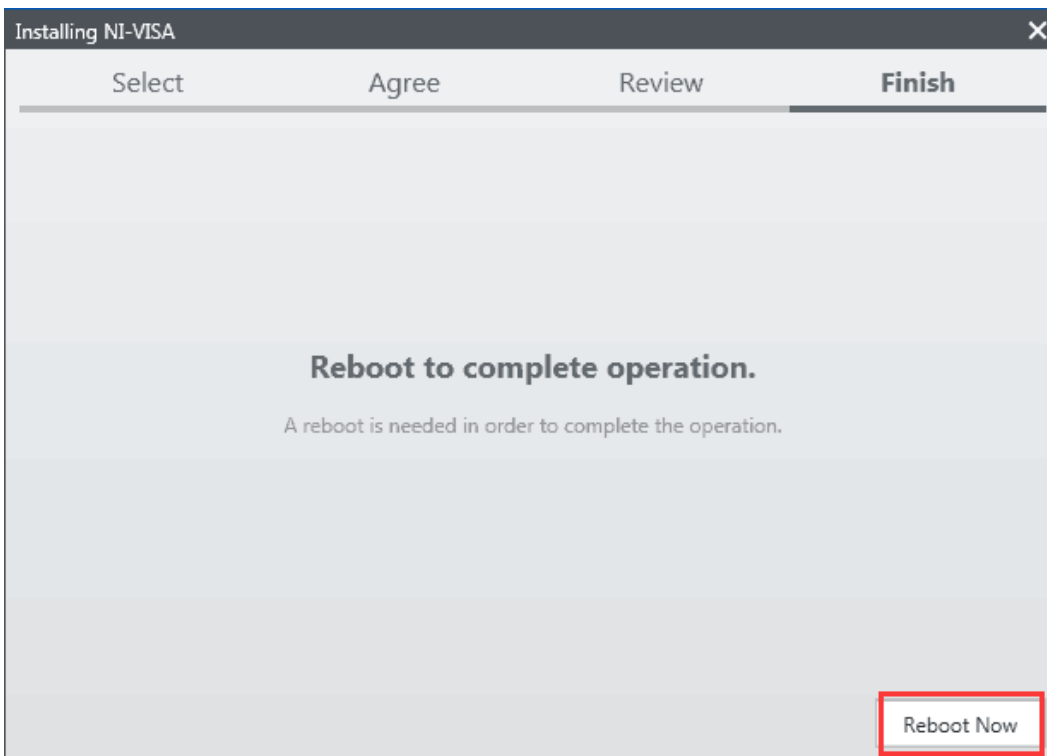 Installing NI-VISA
Select Agree Review Finish
Reboot to complete operation.
A reboot is needed in order to complete the operation.
Reboot Now